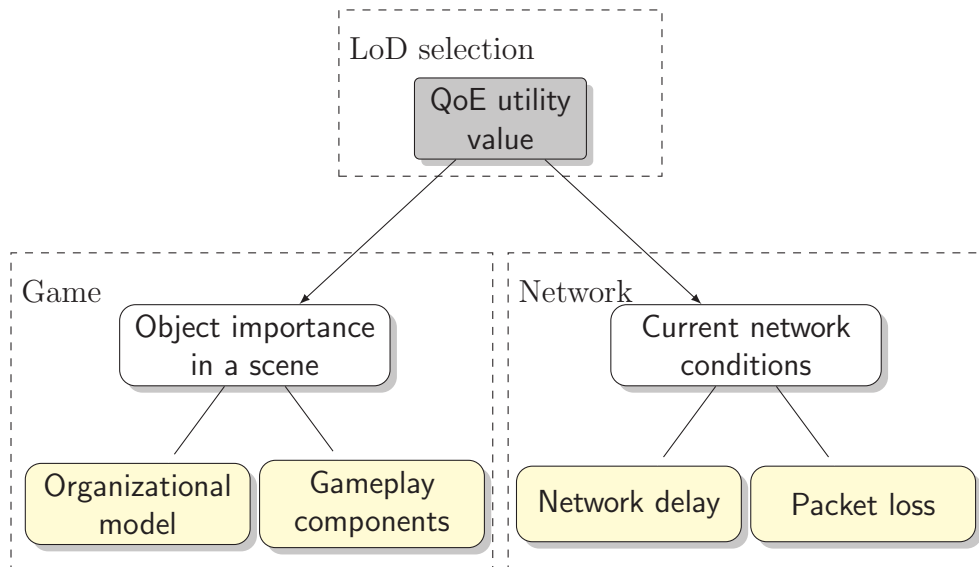 LoD selection
QoE utility
value
Game
Object importance
in a scene
Organizational
model
Gameplay
components
Network
Current network
conditions
Network delay
Packet loss